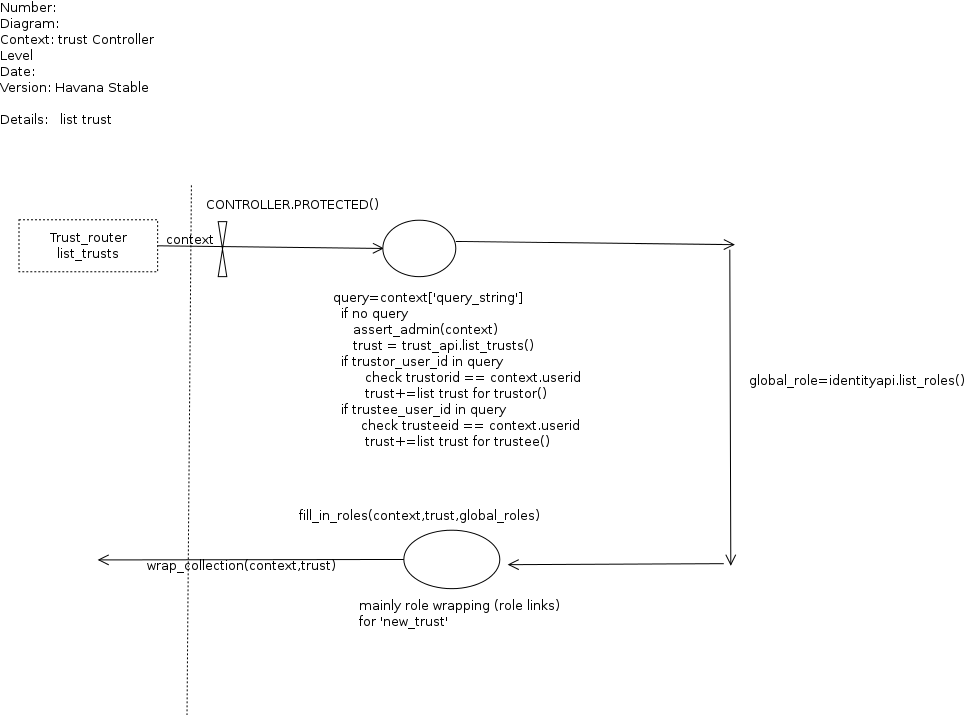 Number:
Diagram:
Context: trust Controller
Level
Date:
Version: Havana Stable
Details: list trust
CONTROLLER.PROTECTED()
Trust_router
list_trusts
context
query=context['query_string']
if no query
assert_admin(context)
trust = trust_api.list_trusts()
if trustor_user_id in query
check trustorid == context.userid
trust+=list trust for trustor()
if trustee_user_id in query
check trusteeid == context.userid
trust+=list trust for trustee()
global_role=identityapi.list_roles()
fill_in_roles(context,trust,global_roles)
wrap_collection(context,trust)
mainly role wrapping (role links)
for 'new_trust'